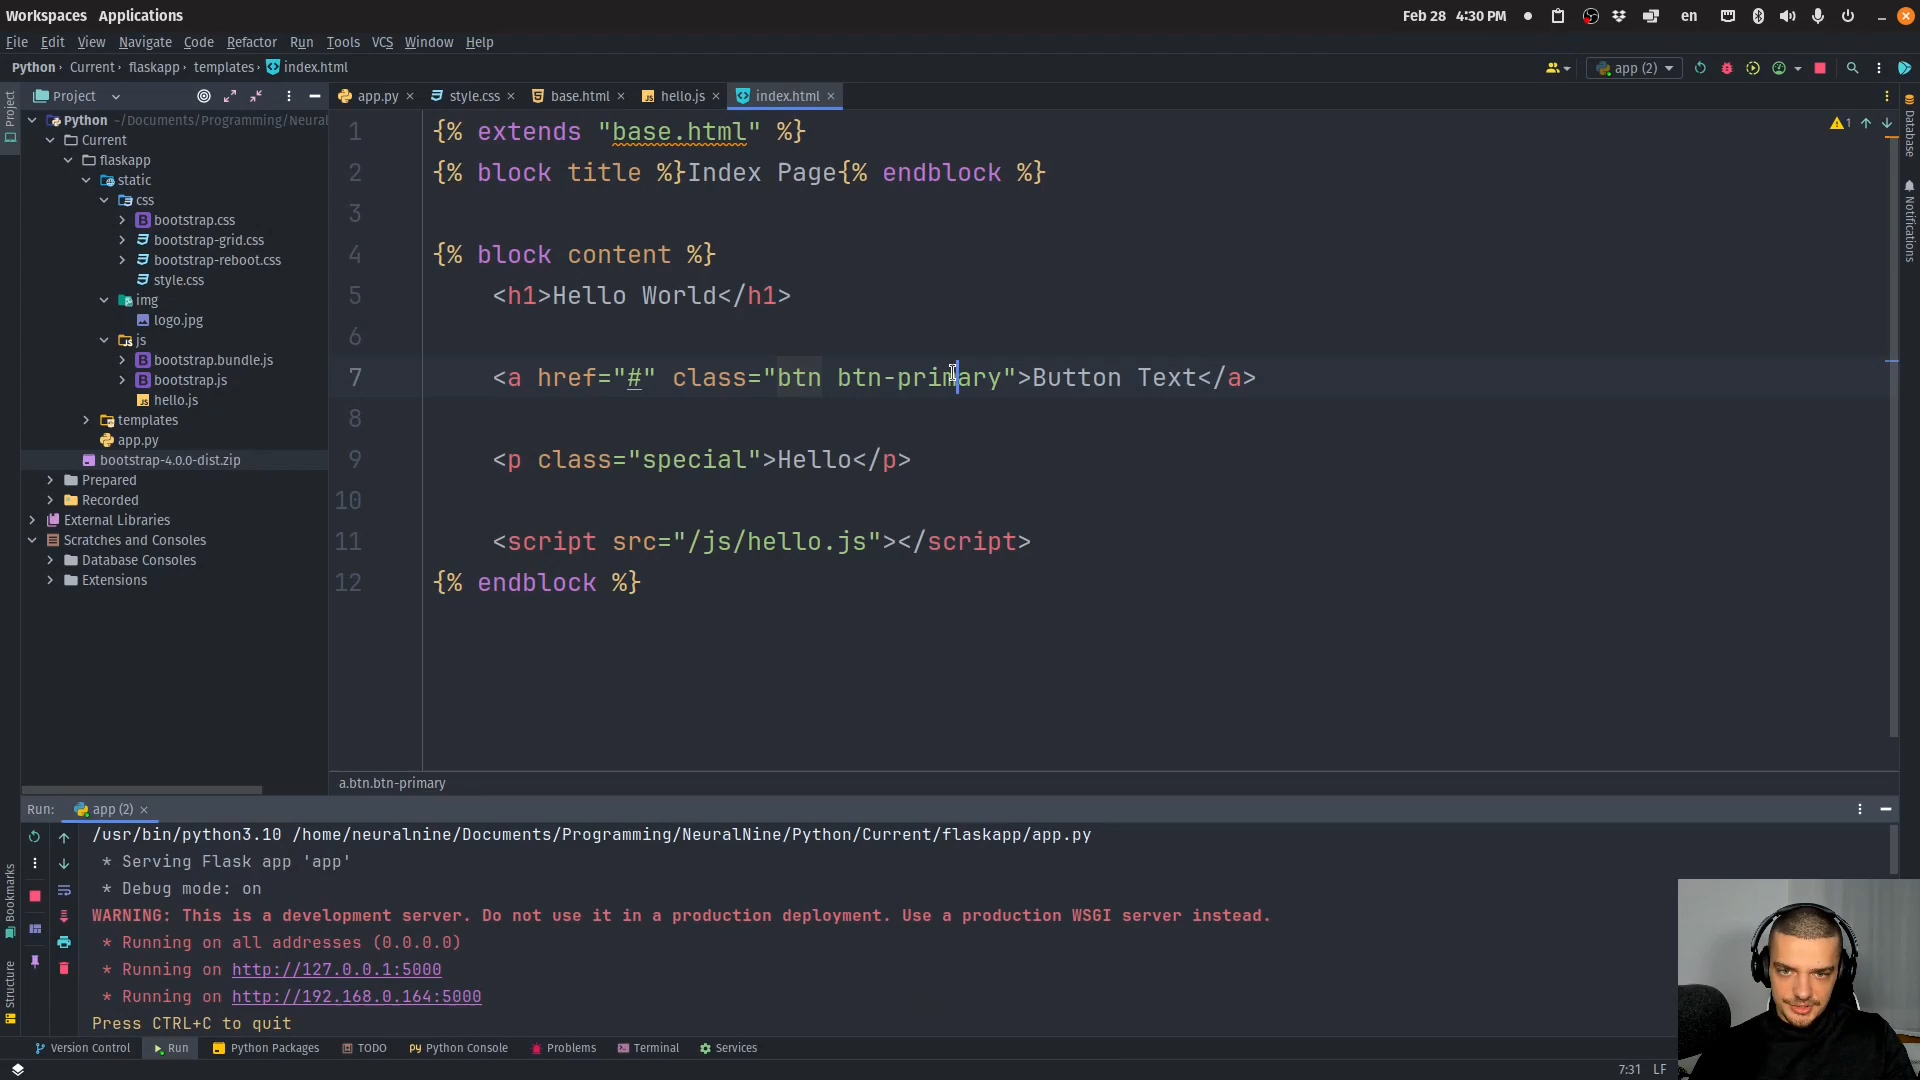 Workspaces Applications
Feb 28 4:30 PM en
File Edit View Navigate Code Refactor Run Tools VCS Window Help
Python Current flaskapp templates index.html
app (2)
Project
Project
app.py
style.css
base.html
hello.js
index.html
Python ~/Documents/Programming/Neural
Current
flaskapp
static
css
bootstrap.css
bootstrap-grid.css
bootstrap-reboot.css
style.css
img
logo.jpg
js
bootstrap.bundle.js
bootstrap.js
hello.js
templates
app.py
bootstrap-4.0.0-dist.zip
Prepared
Recorded
External Libraries
Scratches and Consoles
Database Consoles
Extensions
1 {% extends "base.html" %}
2 {% block title %}Index Page{% endblock %}
3
4 {% block content %}
5 <h1>Hello World</h1>
6
7 <a href="#" class="btn btn-primary">Button Text</a>
8
9 <p class="special">Hello</p>
10
11 <script src="/js/hello.js"></script>
12 {% endblock %}
1
Database
Notifications
a.btn.btn-primary
Run: app (2)
/usr/bin/python3.10 /home/neuralnine/Documents/Programming/NeuralNine/Python/Current/flaskapp/app.py
* Serving Flask app 'app'
* Debug mode: on
WARNING: This is a development server. Do not use it in a production deployment. Use a production WSGI server instead.
* Running on all addresses (0.0.0.0)
* Running on http://127.0.0.1:5000
* Running on http://192.168.0.164:5000
Press CTRL+C to quit
Bookmarks
Structure
Version Control Run Python Packages TODO Python Console Problems Terminal Services
7:31 LF